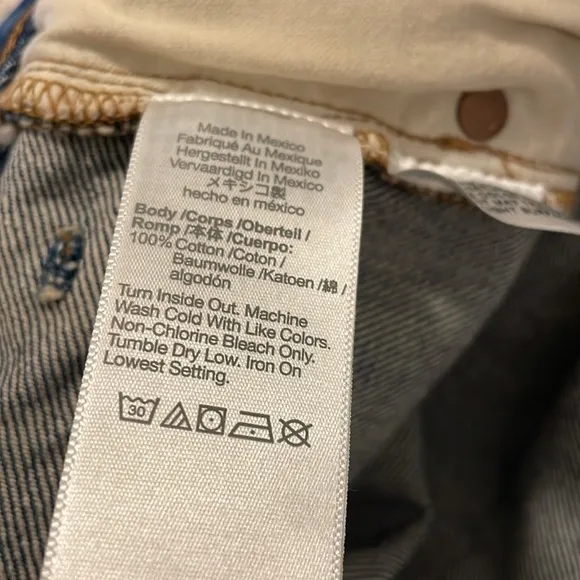 Made In Mexico
Fabriqué Au Mexique
Hergestellt In Mexiko
Vervaardigd In Mexico
メキシコ製
hecho en méxico
Body /Corps /Oberteil /
Romp /本体 /Cuerpo:
100% Cotton /Coton /
Baumwolle /Katoen /綿 /
algodón
Turn Inside Out. Machine
Wash Cold With Like Colors.
Non-Chlorine Bleach Only.
Tumble Dry Low. Iron On
Lowest Setting.
30